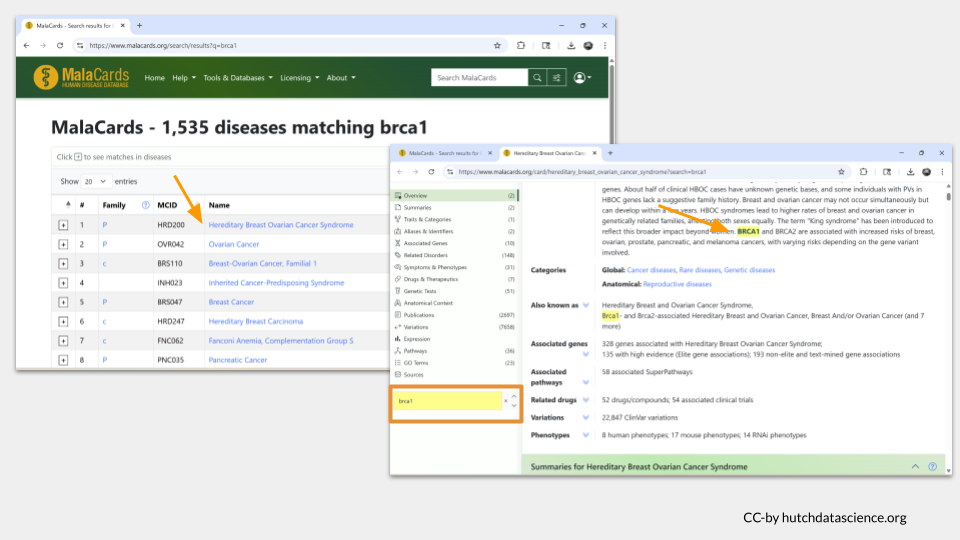 MalaCards - Search results for
https://www.malacards.org/search/results?q=brca1
MalaCards
HUMAN DISEASE DATABASE
Home Help Tools & Databases Licensing About
Search MalaCards
MalaCards - 1,535 diseases matching brca1
Click + to see matches in diseases
Show 20 entries
# Family MCID Name
1 P HRD200 Hereditary Breast Ovarian Cancer Syndrome
2 P OVR042 Ovarian Cancer
3 c BRS110 Breast-Ovarian Cancer, Familial 1
4 INH023 Inherited Cancer-Predisposing Syndrome
5 P BRS047 Breast Cancer
6 c HRD247 Hereditary Breast Carcinoma
7 c FNC062 Fanconi Anemia, Complementation Group S
8 P PNC035 Pancreatic Cancer
MalaCards - Search results for
Hereditary Breast Ovarian Canc
https://www.malacards.org/card/hereditary_breast_ovarian_cancer_syndrome?search=brca1
Overview (2)
Summaries (2)
Traits & Categories (1)
Aliases & Identifiers (2)
Associated Genes (10)
Related Disorders (148)
Symptoms & Phenotypes (31)
Drugs & Therapeutics (7)
Genetic Tests (51)
Anatomical Context
Publications (2697)
Variations (7656)
Expression
Pathways (36)
GO Terms (23)
Sources
brca1
genes. About half of clinical HBOC cases have unknown genetic bases, and some individuals with PVs in
HBOC genes lack a suggestive family history. Breast and ovarian cancer may not occur simultaneously but
can develop within a few years. HBOC syndromes lead to higher rates of breast and ovarian cancer in
genetically related families, affecting both sexes equally. The term "King syndrome" has been introduced to
reflect this broader impact beyond women. BRCA1 and BRCA2 are associated with increased risks of breast,
ovarian, prostate, pancreatic, and melanoma cancers, with varying risks depending on the gene variant
involved.
Categories Global: Cancer diseases, Rare diseases, Genetic diseases
Anatomical: Reproductive diseases
Also known as Hereditary Breast and Ovarian Cancer Syndrome,
Brca1- and Brca2-associated Hereditary Breast and Ovarian Cancer, Breast And/or Ovarian Cancer (and 7
more)
Associated genes 328 genes associated with Hereditary Breast Ovarian Cancer Syndrome;
135 with high evidence (Elite gene associations); 193 non-elite and text-mined gene associations
Associated
pathways 58 associated SuperPathways
Related drugs 52 drugs/compounds; 54 associated clinical trials
Variations 22,847 ClinVar variations
Phenotypes 8 human phenotypes; 17 mouse phenotypes; 14 RNAi phenotypes
Summaries for Hereditary Breast Ovarian Cancer Syndrome
CC-by hutchdatascience.org